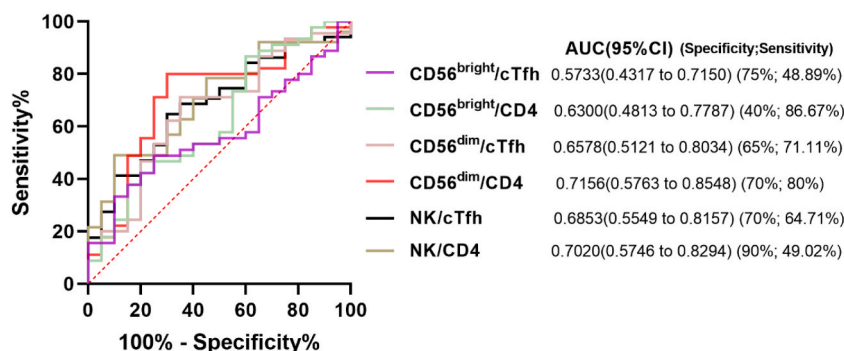 100
80
60
40
20
0
Sensitivity%
0 20 40 60 80 100
100% - Specificity%
AUC(95%CI) (Specificity;Sensitivity)
CD56bright/cTfh 0.5733(0.4317 to 0.7150) (75%; 48.89%)
CD56bright/CD4 0.6300(0.4813 to 0.7787) (40%; 86.67%)
CD56dim/cTfh 0.6578(0.5121 to 0.8034) (65%; 71.11%)
CD56dim/CD4 0.7156(0.5763 to 0.8548) (70%; 80%)
NK/cTfh 0.6853(0.5549 to 0.8157) (70%; 64.71%)
NK/CD4 0.7020(0.5746 to 0.8294) (90%; 49.02%)